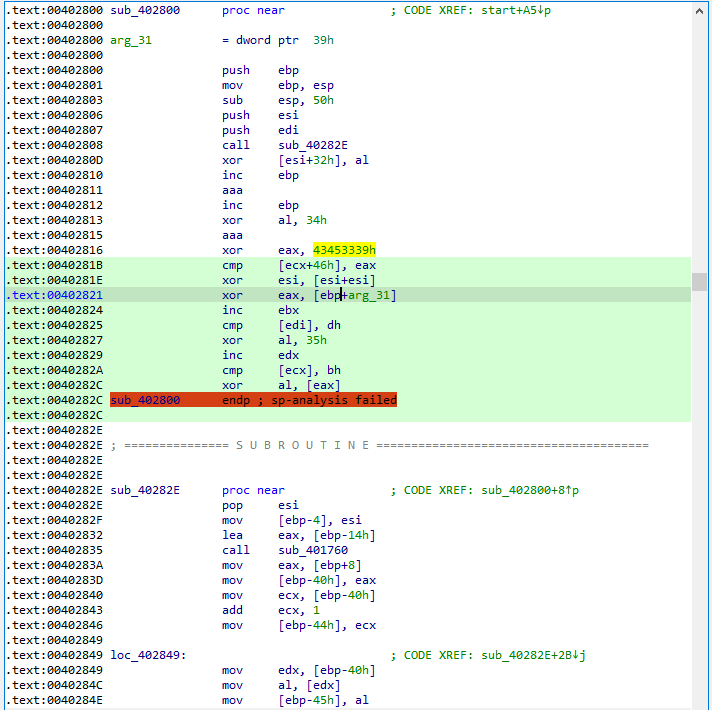 .text:00402800 sub_402800 proc near ; CODE XREF: start+A5↓p
.text:00402800
.text:00402800 arg_31 = dword ptr 39h
.text:00402800
.text:00402800 push ebp
.text:00402801 mov ebp, esp
.text:00402803 sub esp, 50h
.text:00402806 push esi
.text:00402807 push edi
.text:00402808 call sub_40282E
.text:0040280D xor [esi+32h], al
.text:00402810 inc ebp
.text:00402811 aaa
.text:00402812 inc ebp
.text:00402813 xor al, 34h
.text:00402815 aaa
.text:00402816 xor eax, 43453339h
.text:0040281B cmp [ecx+46h], eax
.text:0040281E xor esi, [esi+esi]
.text:00402821 xor eax, [ebp+arg_31]
.text:00402824 inc ebx
.text:00402825 cmp [edi], dh
.text:00402827 xor al, 35h
.text:00402829 inc edx
.text:0040282A cmp [ecx], bh
.text:0040282C xor al, [eax]
.text:0040282C sub_402800 endp ; sp-analysis failed
.text:0040282C
.text:0040282E
.text:0040282E ; =============== S U B R O U T I N E =======================================
.text:0040282E
.text:0040282E
.text:0040282E sub_40282E proc near ; CODE XREF: sub_402800+8↑p
.text:0040282E pop esi
.text:0040282F mov [ebp-4], esi
.text:00402832 lea eax, [ebp-14h]
.text:00402835 call sub_401760
.text:0040283A mov eax, [ebp+8]
.text:0040283D mov [ebp-40h], eax
.text:00402840 mov ecx, [ebp-40h]
.text:00402843 add ecx, 1
.text:00402846 mov [ebp-44h], ecx
.text:00402849
.text:00402849 loc_402849: ; CODE XREF: sub_40282E+2B↓j
.text:00402849 mov edx, [ebp-40h]
.text:0040284C mov al, [edx]
.text:0040284E mov [ebp-45h], al